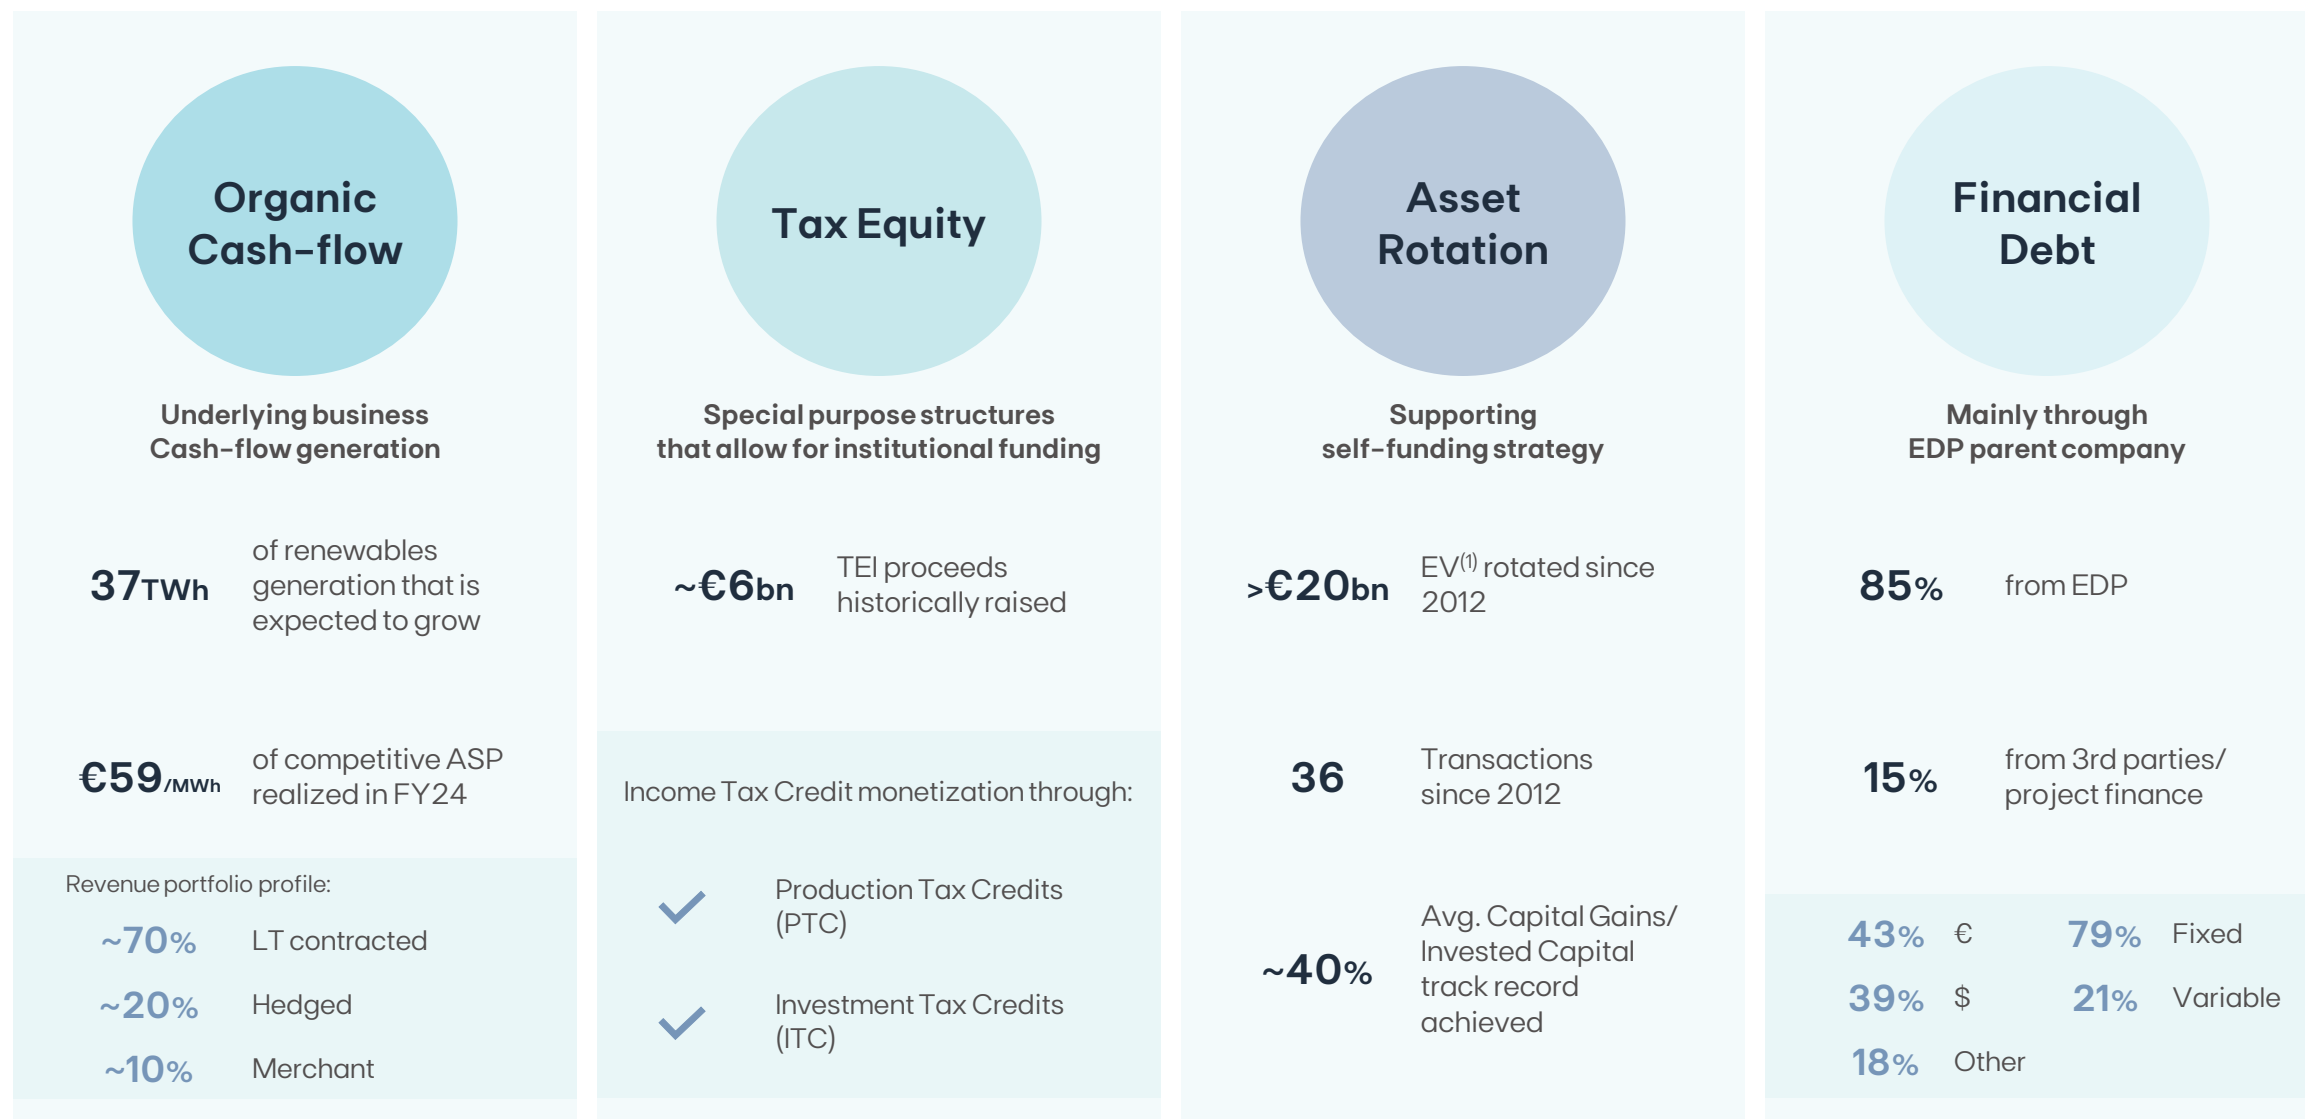 Organic
Cash-flow
Underlying business
Cash-flow generation
37TWh
of renewables
generation that is
expected to grow
€59/MWh
of competitive ASP
realized in FY24
Revenue portfolio profile:
~70%
LT contracted
~20%
Hedged
~10%
Merchant
Tax Equity
Special purpose structures
that allow for institutional funding
~€6bn
TEI proceeds
historically raised
Income Tax Credit monetization through:
Production Tax Credits
(PTC)
Investment Tax Credits
(ITC)
Asset
Rotation
Supporting
self-funding strategy
>€20bn
EV(1) rotated since
2012
36
Transactions
since 2012
~40%
Avg. Capital Gains/
Invested Capital
track record
achieved
Financial
Debt
Mainly through
EDP parent company
85%
from EDP
15%
from 3rd parties/
project finance
43% € 79% Fixed
39% $ 21% Variable
18% Other